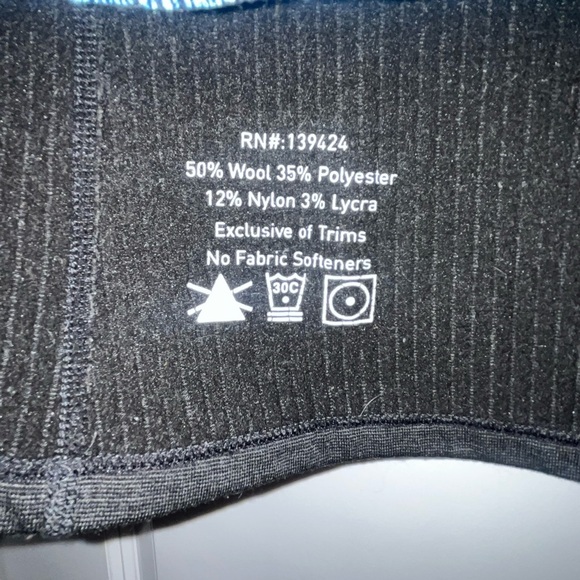 RN#:139424
50% Wool 35% Polyester
12% Nylon 3% Lycra
Exclusive of Trims
No Fabric Softeners
30C